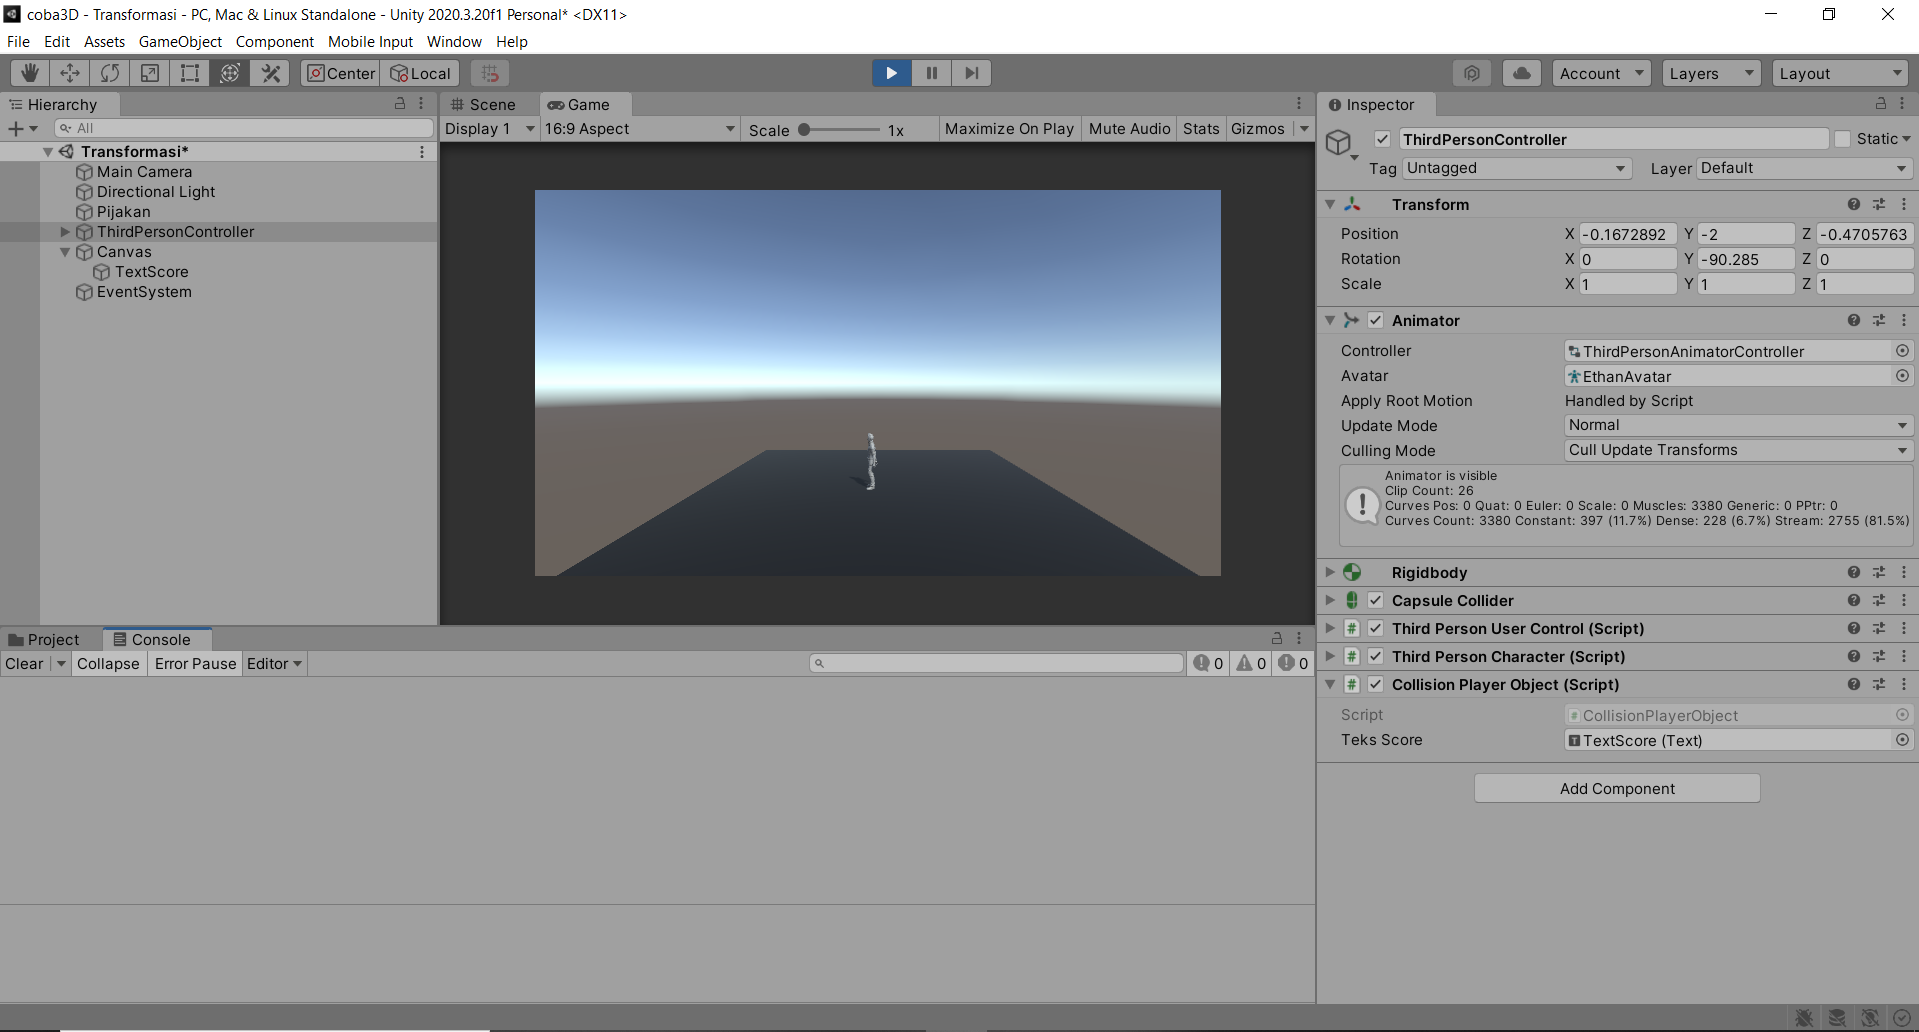 coba3D - Transformasi - PC, Mac & Linux Standalone - Unity 2020.3.20f1 Personal* <DX11>
File Edit Assets GameObject Component Mobile Input Window Help
Center Local Account Layers Layout
Hierarchy
All
Transformasi*
Main Camera
Directional Light
Pijakan
ThirdPersonController
Canvas
TextScore
EventSystem
Scene Game
Display 1 16:9 Aspect Scale 1x Maximize On Play Mute Audio Stats Gizmos
Project Console
Clear Collapse Error Pause Editor 0 0 0
Inspector
ThirdPersonController Static
Tag Untagged Layer Default
Transform
Position X -0.1672892 Y -2 Z -0.4705763
Rotation X 0 Y -90.285 Z 0
Scale X 1 Y 1 Z 1
Animator
Controller ThirdPersonAnimatorController
Avatar EthanAvatar
Apply Root Motion Handled by Script
Update Mode Normal
Culling Mode Cull Update Transforms
Animator is visible
Clip Count: 26
Curves Pos: 0 Quat: 0 Euler: 0 Scale: 0 Muscles: 3380 Generic: 0 PPtr: 0
Curves Count: 3380 Constant: 397 (11.7%) Dense: 228 (6.7%) Stream: 2755 (81.5%)
Rigidbody
Capsule Collider
# Third Person User Control (Script)
# Third Person Character (Script)
# Collision Player Object (Script)
Script # CollisionPlayerObject
Teks Score T TextScore (Text)
Add Component